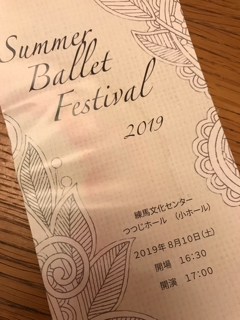 Summer
Ballet
Festival
2019
練馬文化センター
つつじホール （小ホール）
2019年8月10日（土）
開場 16:30
開演 17:00